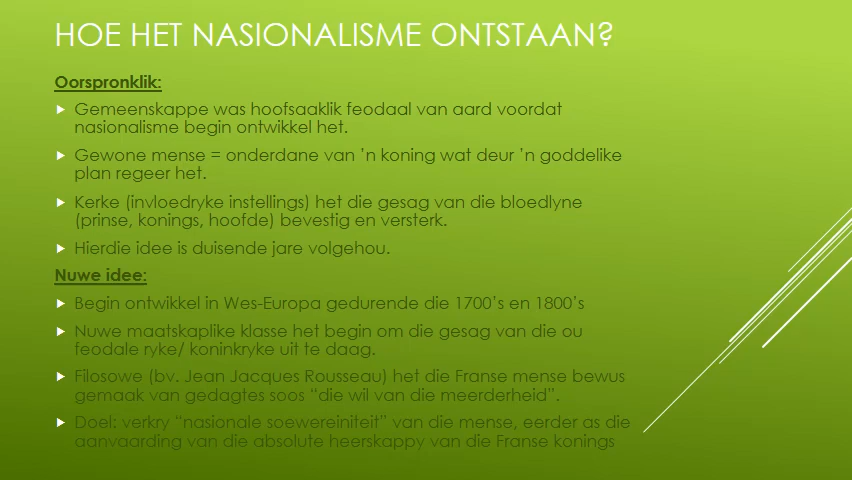 HOE HET NASIONALISME ONTSTAAN?
Oorspronklik:
Gemeenskappe was hoofsaaklik feodaal van aard voordat
nasionalisme begin ontwikkel het.
Gewone mense = onderdane van 'n koning wat deur 'n goddelike
plan regeer het.
Kerke (invloedryke instellings) het die gesag van die bloedlyne
(prinse, konings, hoofde) bevestig en versterk.
Hierdie idee is duisende jare volgehou.
Nuwe idee:
Begin ontwikkel in Wes-Europa gedurende die 1700's en 1800's
Nuwe maatskaplike klasse het begin om die gesag van die ou
feodale ryke/ koninkryke uit te daag.
Filosowe (bv. Jean Jacques Rousseau) het die Franse mense bewus
gemaak van gedagtes soos “die wil van die meerderheid”.
Doel: verkry “nasionale soewereiniteit” van die mense, eerder as die
aanvaarding van die absolute heerskappy van die Franse konings